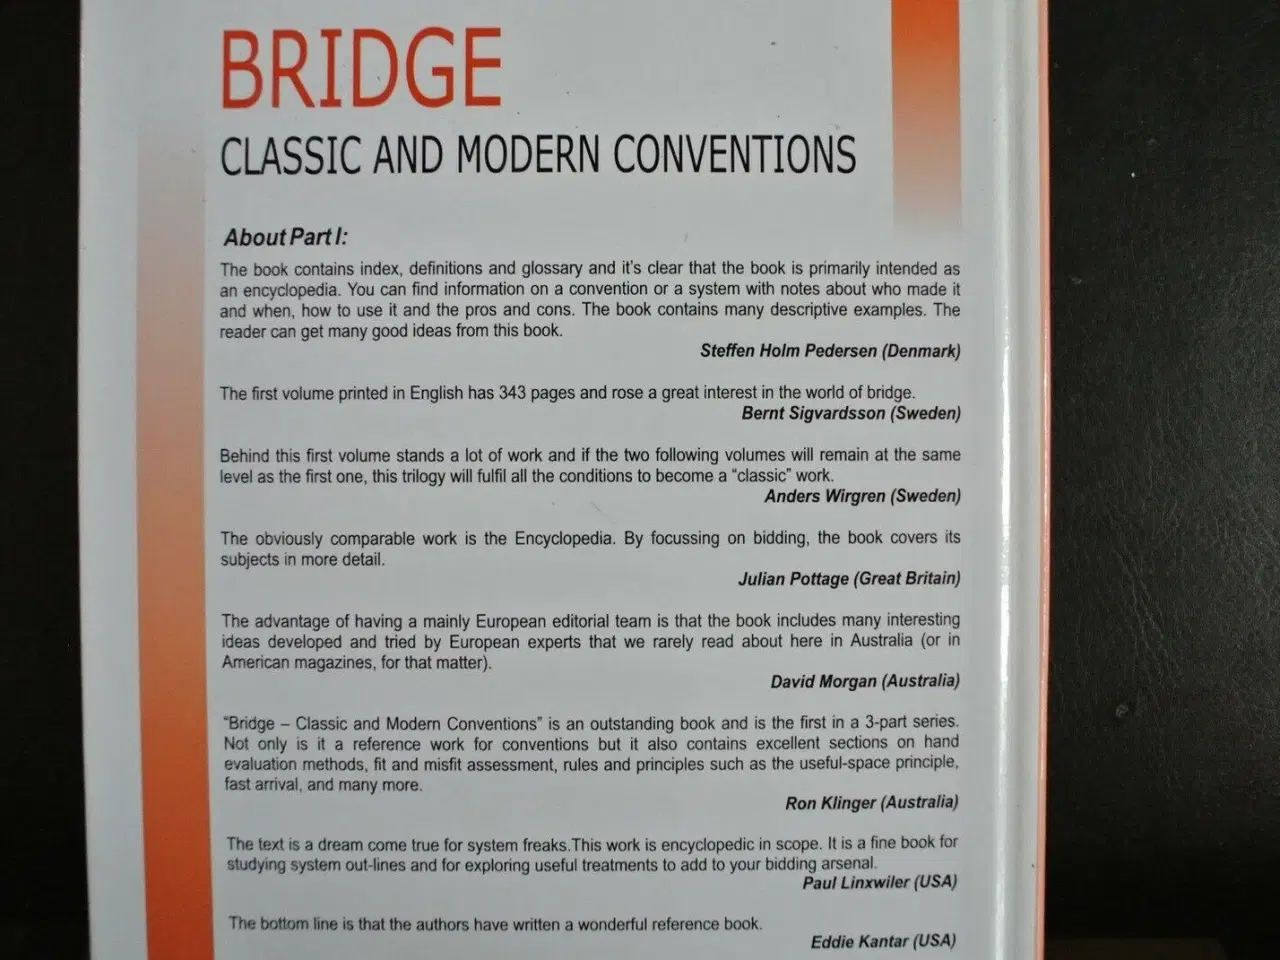 BRIDGE
CLASSIC AND MODERN CONVENTIONS
About Part I:
The book contains index, definitions and glossary and it's clear that the book is primarily intended as
an encyclopedia. You can find information on a convention or a system with notes about who made it
and when, how to use it and the pros and cons. The book contains many descriptive examples. The
reader can get many good ideas from this book.
Steffen Holm Pedersen (Denmark)
The first volume printed in English has 343 pages and rose a great interest in the world of bridge.
Bernt Sigvardsson (Sweden)
Behind this first volume stands a lot of work and if the two following volumes will remain at the same
level as the first one, this trilogy will fulfil all the conditions to become a “classic” work.
Anders Wirgren (Sweden)
The obviously comparable work is the Encyclopedia. By focussing on bidding, the book covers its
subjects in more detail.
Julian Pottage (Great Britain)
The advantage of having a mainly European editorial team is that the book includes many interesting
ideas developed and tried by European experts that we rarely read about here in Australia (or in
American magazines, for that matter).
David Morgan (Australia)
“Bridge – Classic and Modern Conventions” is an outstanding book and is the first in a 3-part series.
Not only is it a reference work for conventions but it also contains excellent sections on hand
evaluation methods, fit and misfit assessment, rules and principles such as the useful-space principle,
fast arrival, and many more.
Ron Klinger (Australia)
The text is a dream come true for system freaks.This work is encyclopedic in scope. It is a fine book for
studying system out-lines and for exploring useful treatments to add to your bidding arsenal.
Paul Linxwiler (USA)
The bottom line is that the authors have written a wonderful reference book.
Eddie Kantar (USA)